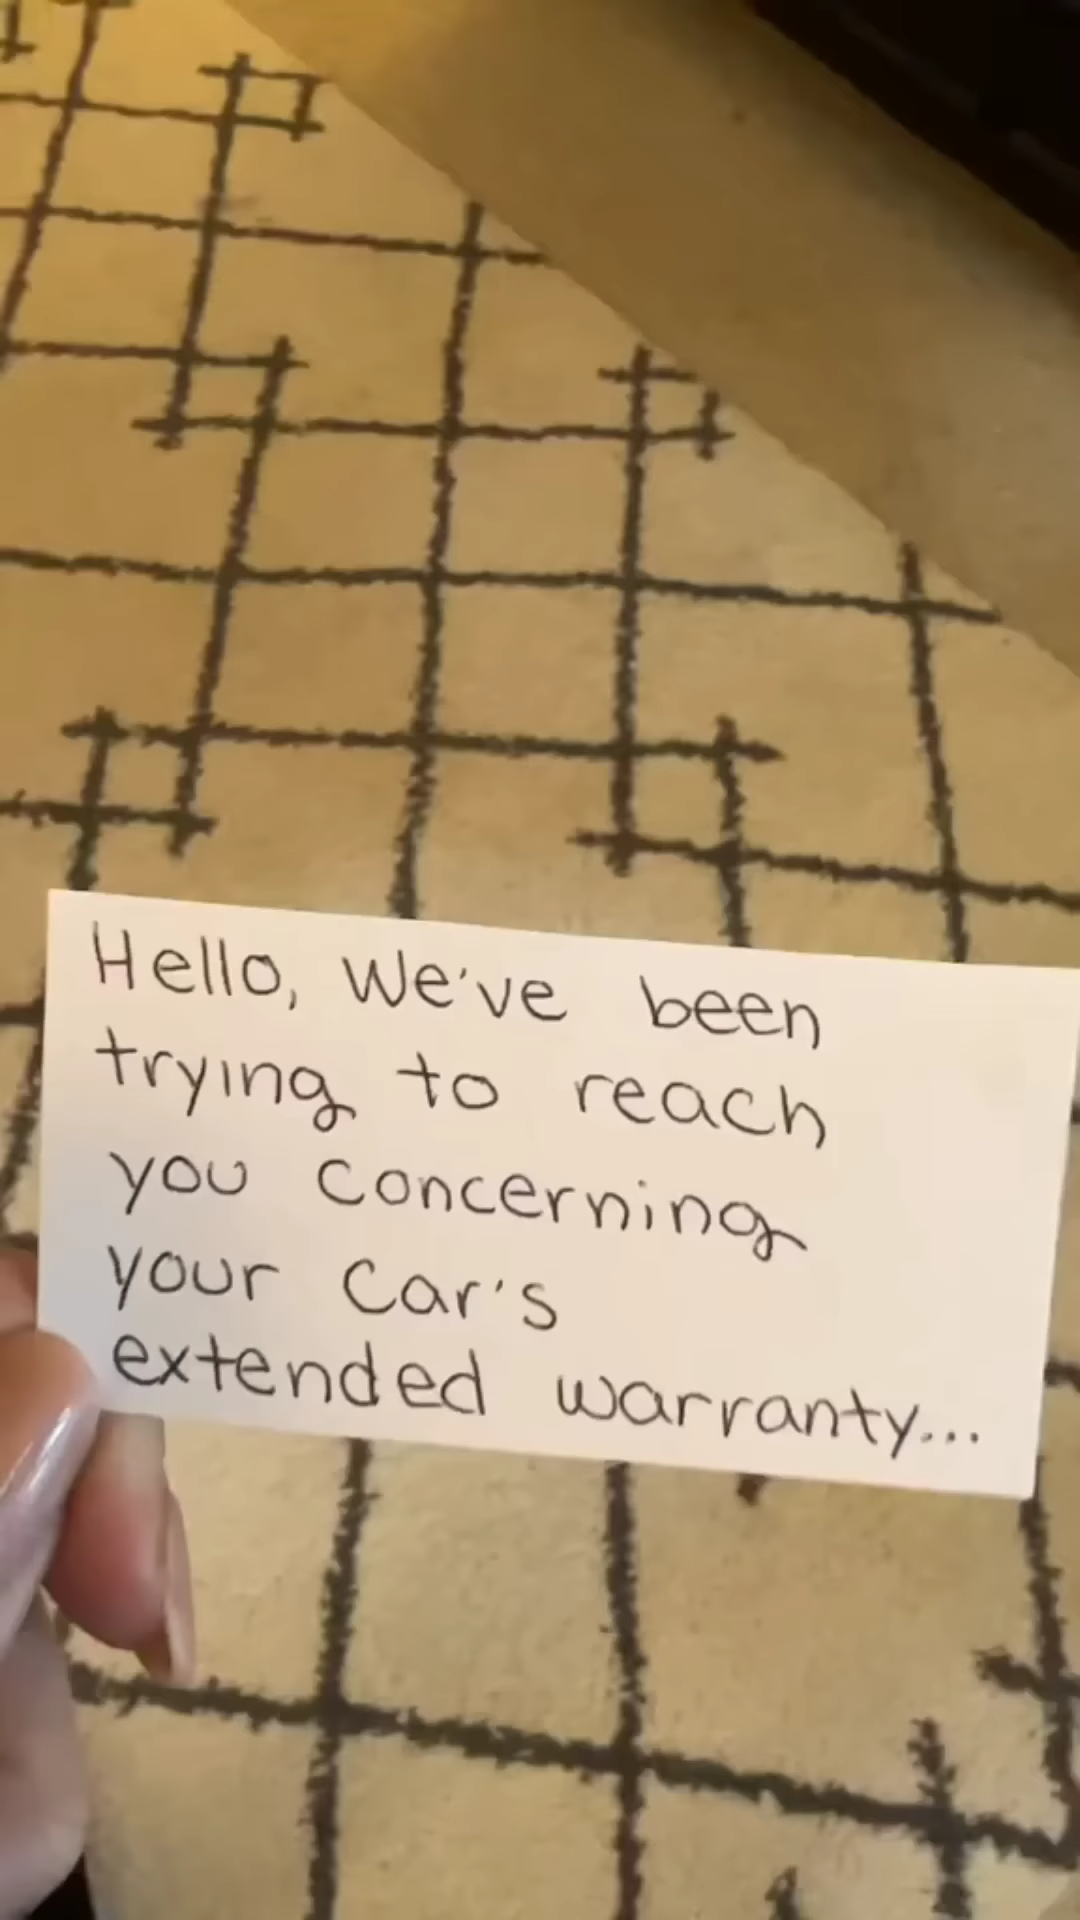 Hello, We've been
trying to reach
you concerning
your car's
extended warranty...